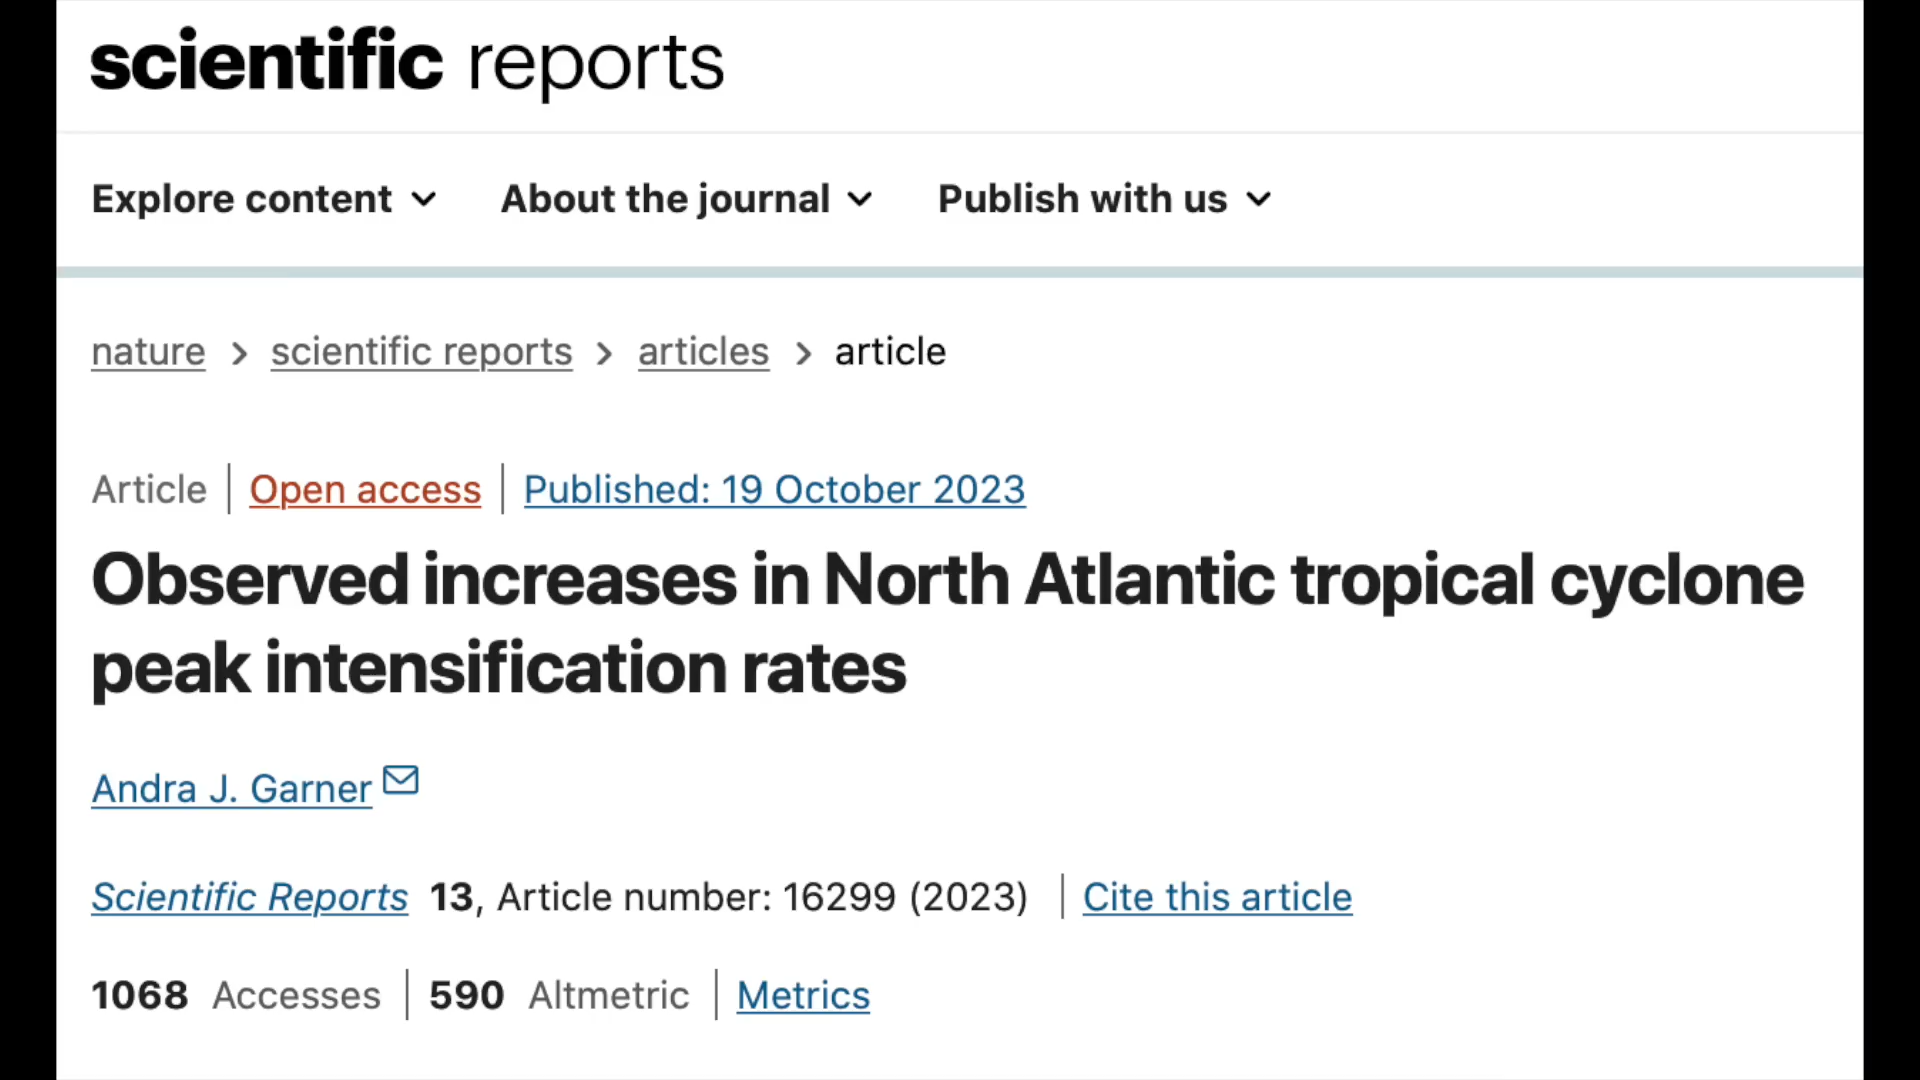 scientific reports
Explore content About the journal Publish with us
nature > scientific reports > articles > article
Article | Open access | Published: 19 October 2023
Observed increases in North Atlantic tropical cyclone
peak intensification rates
Andra J. Garner
Scientific Reports 13, Article number: 16299 (2023) | Cite this article
1068 Accesses | 590 Altmetric | Metrics